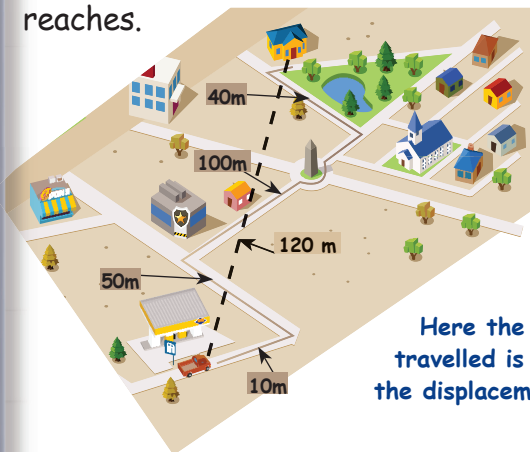 reaches.
40m
100m
120 m
50m
10m
Here the
travelled is
the displacem